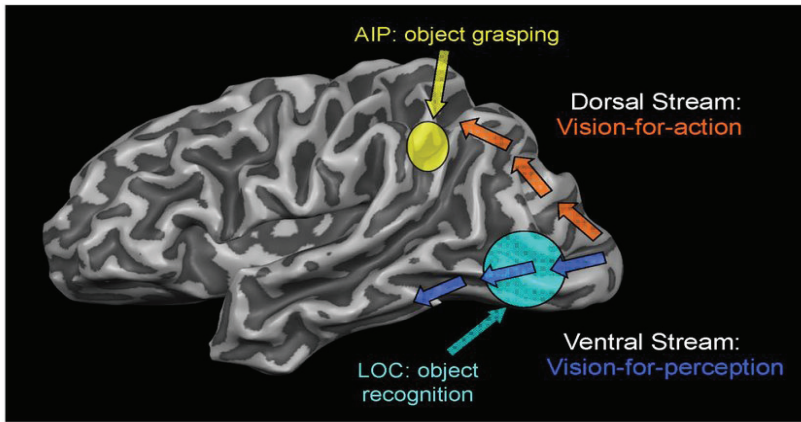 AIP: object grasping
Dorsal Stream:
Vision-for-action
Ventral Stream:
Vision-for-perception
LOC: object
recognition